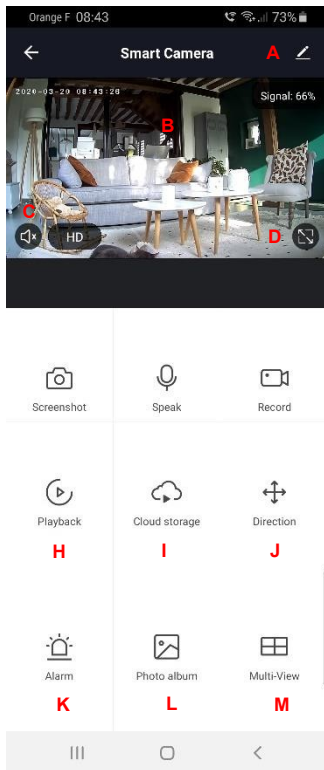 Orange F 08:43 73%
Smart Camera A
2020-03-20 08:43:28 Signal: 66%
B
C
HD D
Screenshot Speak Record
Playback Cloud storage Direction
H I J
Alarm Photo album Multi-View
K L M